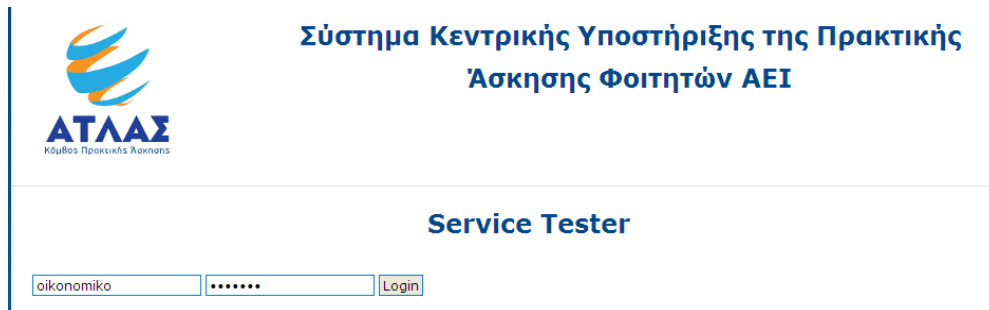 Σύστημα Κεντρικής Υποστήριξης της Πρακτικής
Άσκησης Φοιτητών ΑΕΙ
ΑΤΛΑΣ
Κόμβος Πρακτικής Άσκησης
Service Tester
oikonomiko ••••••• Login